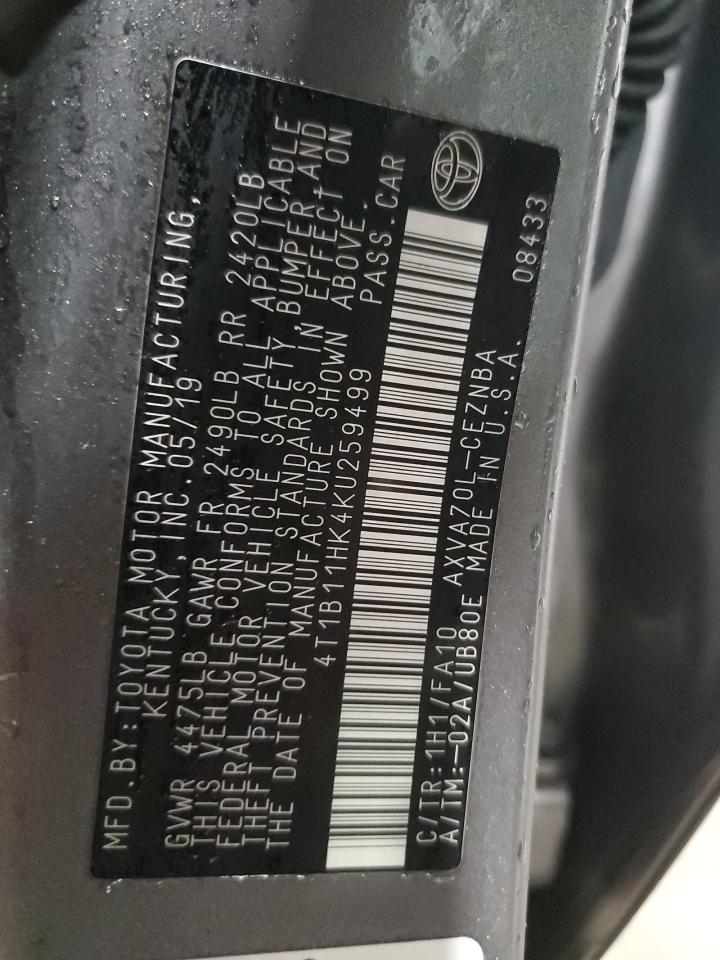 MFD.BY:TOYOTA MOTOR MANUFACTURING,
KENTUCKY, INC.05/19
GVWR 4475LB GAWR FR 2490LB RR 2420LB
THIS VEHICLE CONFORMS TO ALL APPLICABLE
FEDERAL MOTOR VEHICLE SAFETY, BUMPER, AND
THEFT PREVENTION STANDARDS IN EFFECT ON
THE DATE OF MANUFACTURE SHOWN ABOVE.
4T1B11HK4KU259499 PASS.CAR
C/TR:1H1/FA10 AXVA70L-CEZNBA 08433
A/TM:-02A/UB80E MADE IN U.S.A.